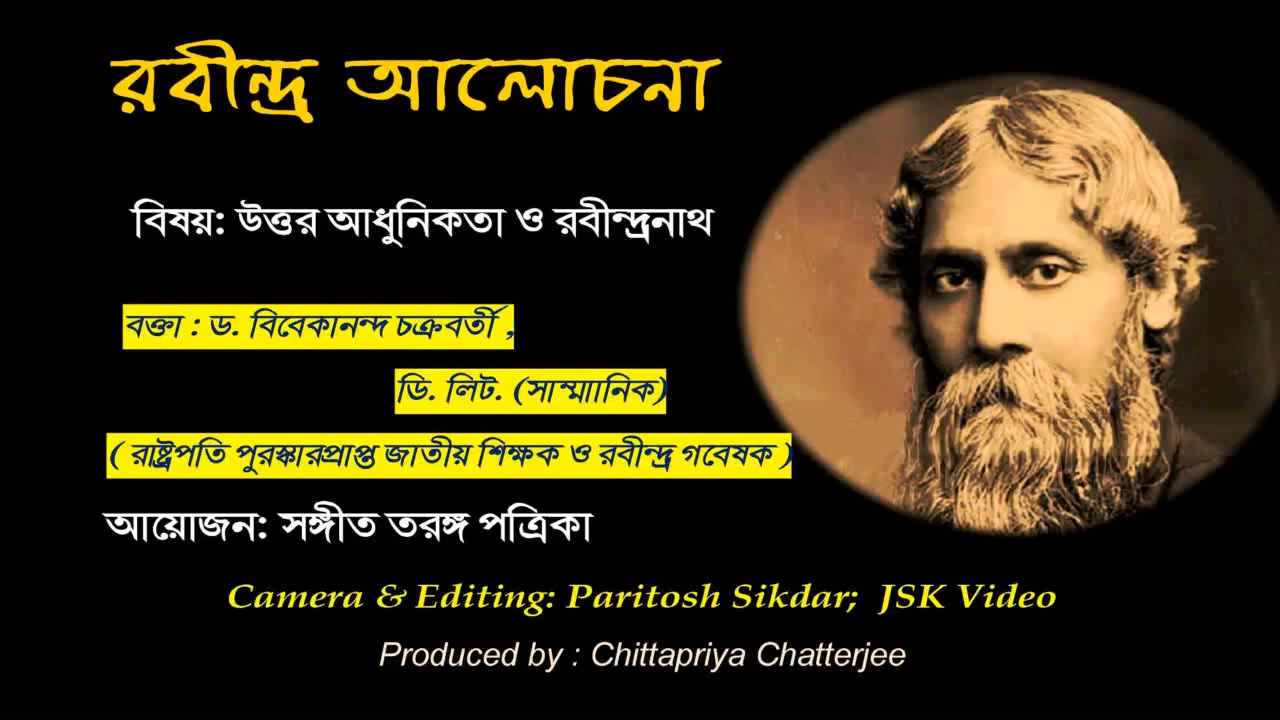 রবীন্দ্র আলোচনা
বিষয়: উত্তর আধুনিকতা ও রবীন্দ্রনাথ
বক্তা : ড. বিবেকানন্দ চক্রবর্তী ,
ডি. লিট. (সাম্মাানিক)
( রাষ্ট্রপতি পুরস্কারপ্রাপ্ত জাতীয় শিক্ষক ও রবীন্দ্র গবেষক )
আয়োজন: সঙ্গীত তরঙ্গ পত্রিকা
Camera & Editing: Paritosh Sikdar; JSK Video
Produced by : Chittapriya Chatterjee